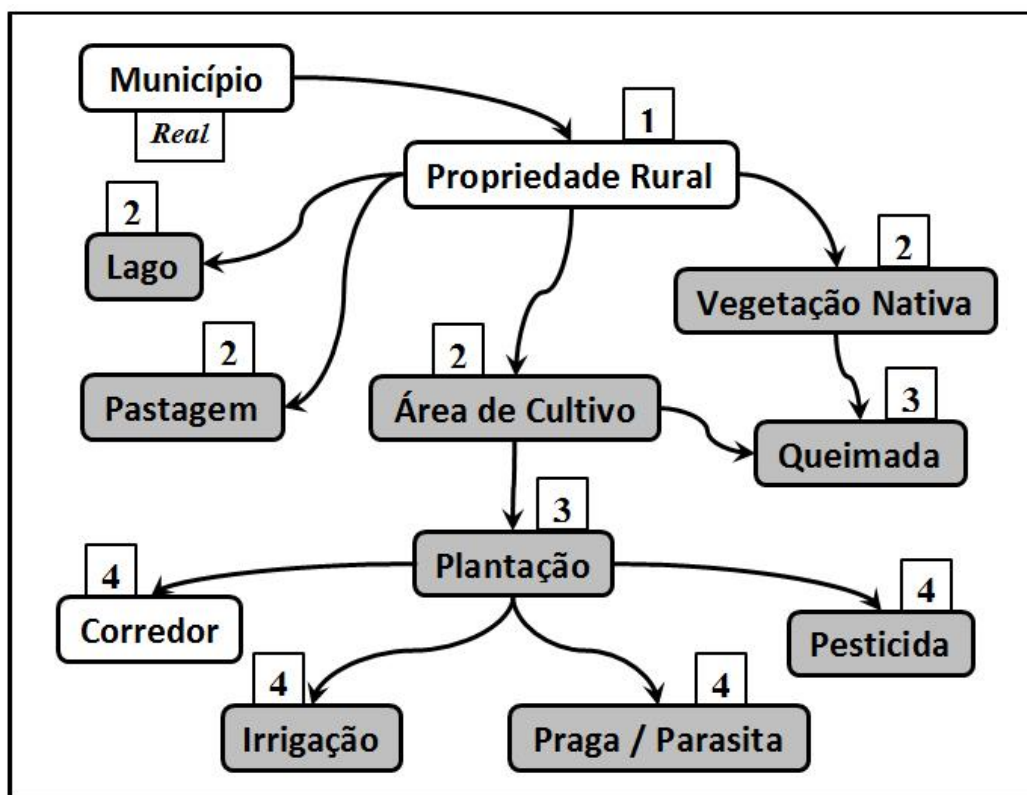 Município
Real
1
Propriedade Rural
2
Lago
2
Vegetação Nativa
2
Pastagem
2
Área de Cultivo
3
Queimada
3
Plantação
4
Corredor
4
Pesticida
4
Irrigação
4
Praga / Parasita